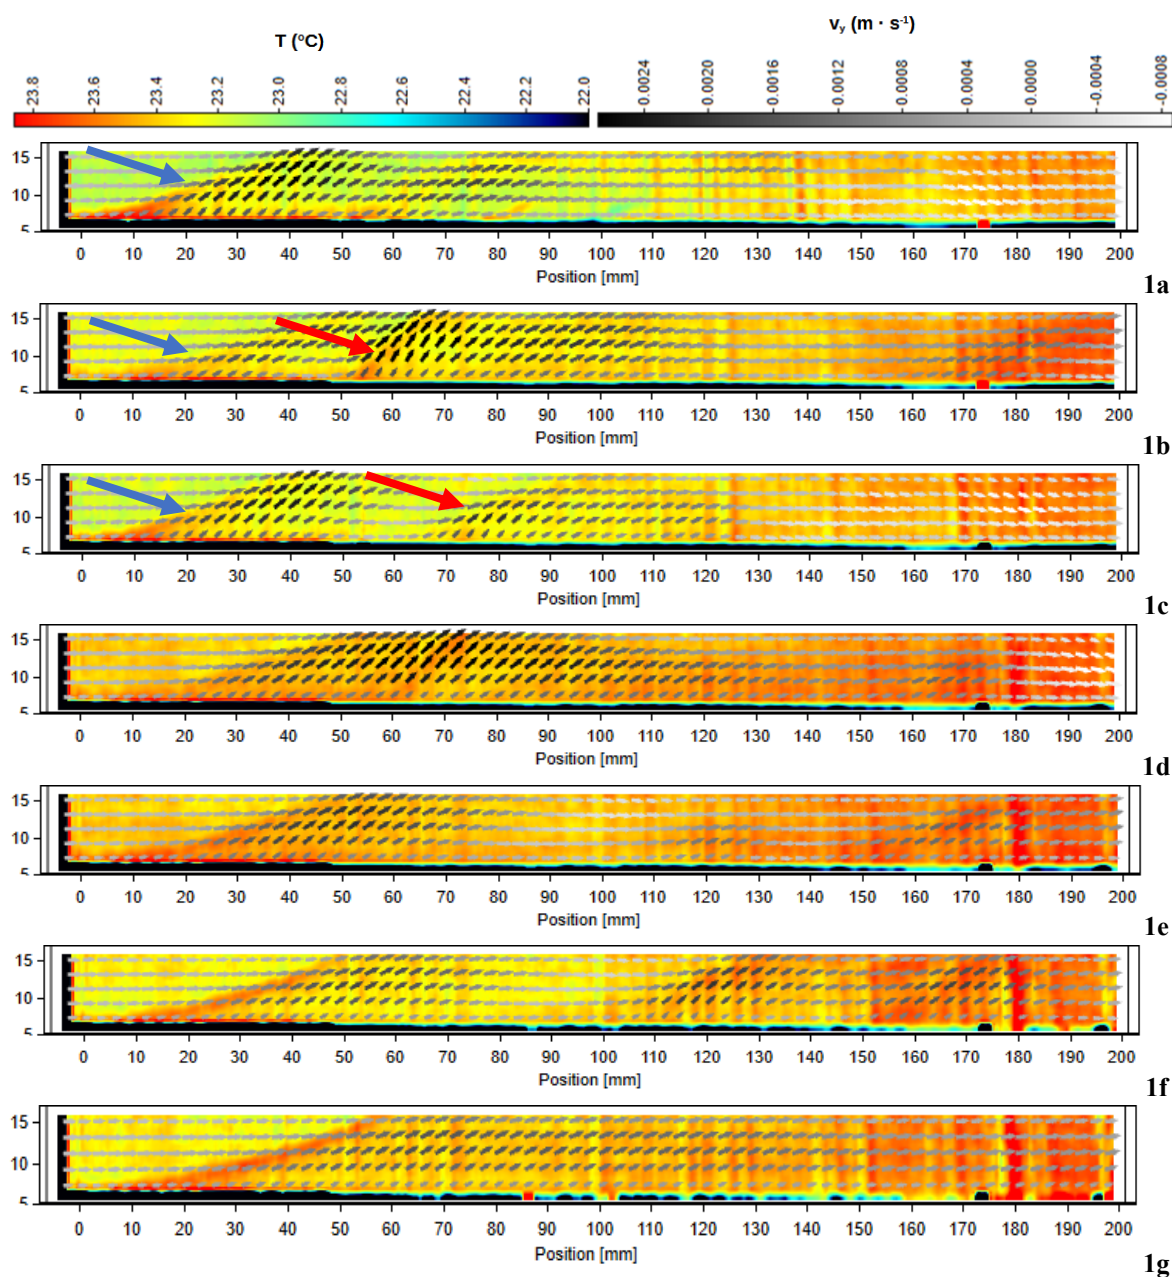 T (°C)
v_y (m · s⁻¹)
23.8 23.6 23.4 23.2 23.0 22.8 22.6 22.4 22.2 22.0
-0.0024 -0.0020 -0.0016 -0.0012 -0.0008 -0.0004 -0.0000 -0.0004 -0.0008
15
10
5
0 10 20 30 40 50 60 70 80 90 100 110 120 130 140 150 160 170 180 190 200
Position [mm]
1a
15
10
5
0 10 20 30 40 50 60 70 80 90 100 110 120 130 140 150 160 170 180 190 200
Position [mm]
1b
15
10
5
0 10 20 30 40 50 60 70 80 90 100 110 120 130 140 150 160 170 180 190 200
Position [mm]
1c
15
10
5
0 10 20 30 40 50 60 70 80 90 100 110 120 130 140 150 160 170 180 190 200
Position [mm]
1d
15
10
5
0 10 20 30 40 50 60 70 80 90 100 110 120 130 140 150 160 170 180 190 200
Position [mm]
1e
15
10
5
0 10 20 30 40 50 60 70 80 90 100 110 120 130 140 150 160 170 180 190 200
Position [mm]
1f
15
10
5
0 10 20 30 40 50 60 70 80 90 100 110 120 130 140 150 160 170 180 190 200
Position [mm]
1g